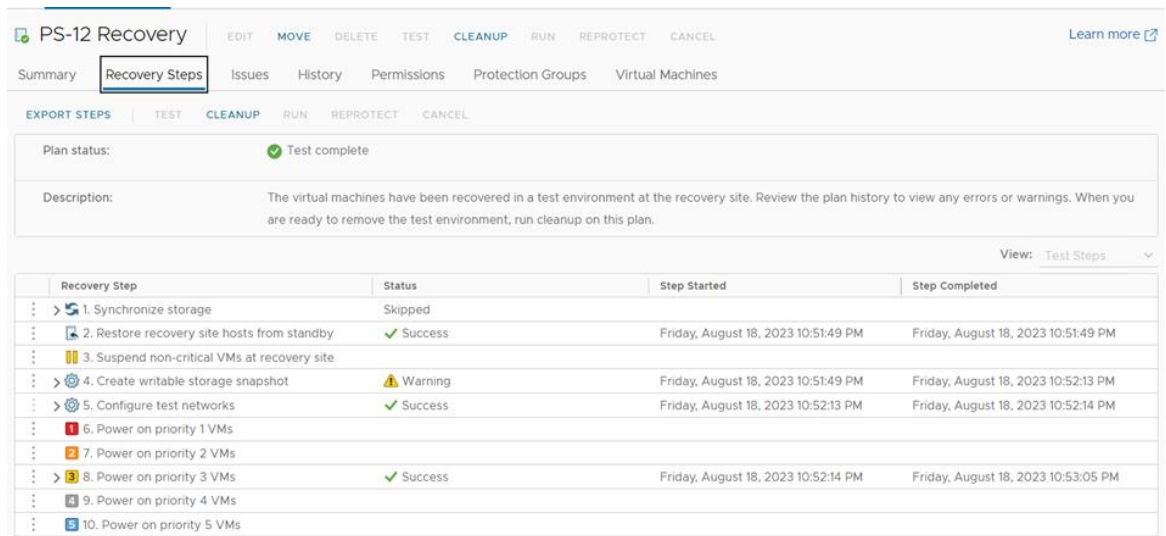 PS-12 Recovery EDIT MOVE DELETE TEST CLEANUP RUN REPROTECT CANCEL Learn more
Summary Recovery Steps Issues History Permissions Protection Groups Virtual Machines
EXPORT STEPS TEST CLEANUP RUN REPROTECT CANCEL
Plan status: Test complete
Description: The virtual machines have been recovered in a test environment at the recovery site. Review the plan history to view any errors or warnings. When you
are ready to remove the test environment, run cleanup on this plan.
View: Test Steps
Recovery Step Status Step Started Step Completed
1. Synchronize storage Skipped
2. Restore recovery site hosts from standby Success Friday, August 18, 2023 10:51:49 PM Friday, August 18, 2023 10:51:49 PM
3. Suspend non-critical VMs at recovery site
4. Create writable storage snapshot Warning Friday, August 18, 2023 10:51:49 PM Friday, August 18, 2023 10:52:13 PM
5. Configure test networks Success Friday, August 18, 2023 10:52:13 PM Friday, August 18, 2023 10:52:14 PM
1 6. Power on priority 1 VMs
2 7. Power on priority 2 VMs
3 8. Power on priority 3 VMs Success Friday, August 18, 2023 10:52:14 PM Friday, August 18, 2023 10:53:05 PM
4 9. Power on priority 4 VMs
5 10. Power on priority 5 VMs